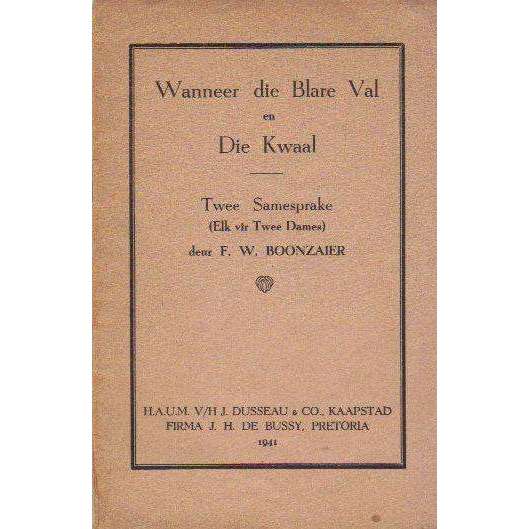 Wanneer die Blare Val
en
Die Kwaal
Twee Samesprake
(Elk vir Twee Dames)
deur F. W. BOONZAIER
H.A.U.M. V/H J. DUSSEAU & CO., KAAPSTAD
FIRMA J. H. DE BUSSY, PRETORIA
1941